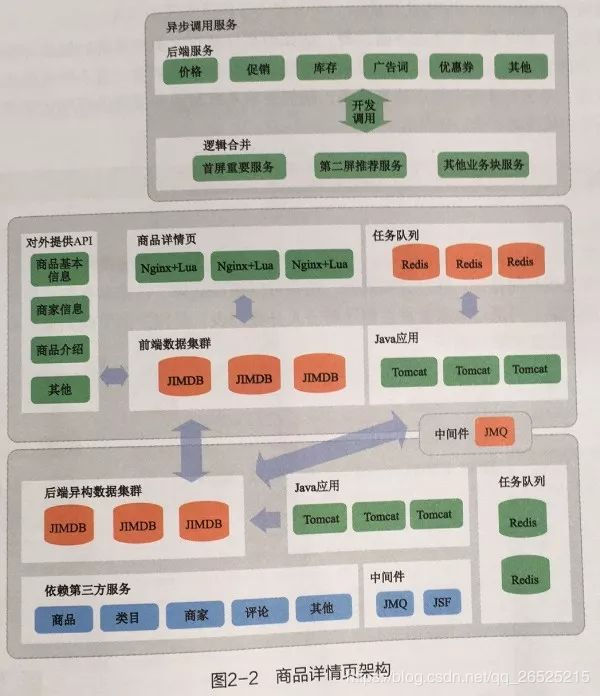 异步调用服务
后端服务
价格 促销 库存 广告词 优惠券 其他
开发
调用
逻辑合并
首屏重要服务 第二屏推荐服务 其他业务块服务
对外提供API
商品基本
信息
商家信息
商品介绍
其他
商品详情页
Nginx+Lua Nginx+Lua Nginx+Lua
任务队列
Redis Redis Redis
前端数据集群
JIMDB JIMDB JIMDB
Java应用
Tomcat Tomcat Tomcat
中间件 JMQ
后端异构数据集群
JIMDB JIMDB JIMDB
Java应用
Tomcat Tomcat Tomcat
任务队列
Redis
Redis
依赖第三方服务
商品 类目 商家 评论 其他
中间件
JMQ JSF
图2-2 商品详情页架构
https://blog.csdn.net/qq_26525215